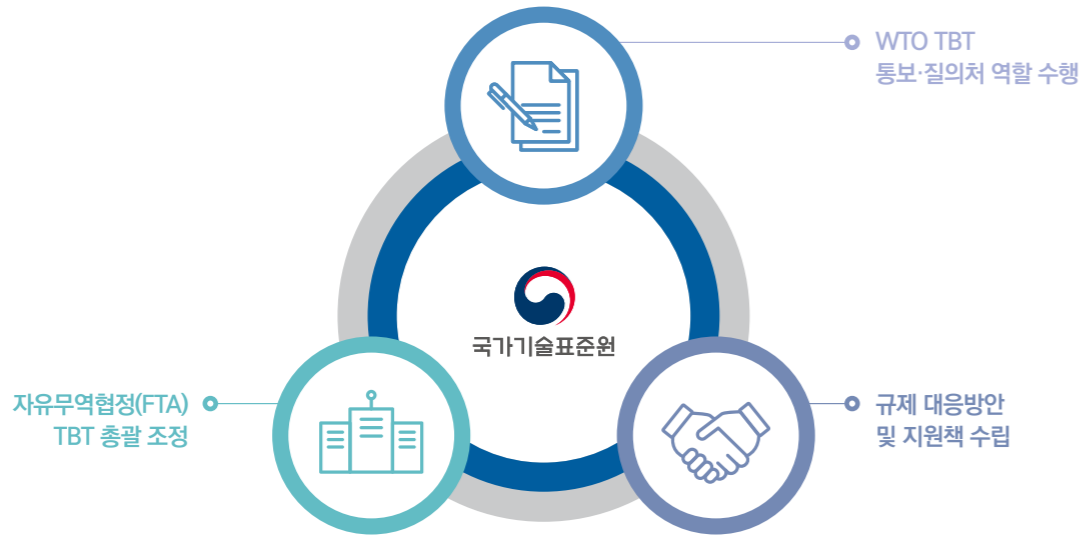 WTO TBT
통보·질의처 역할 수행
국가기술표준원
자유무역협정(FTA)
TBT 총괄 조정
규제 대응방안
및 지원책 수립